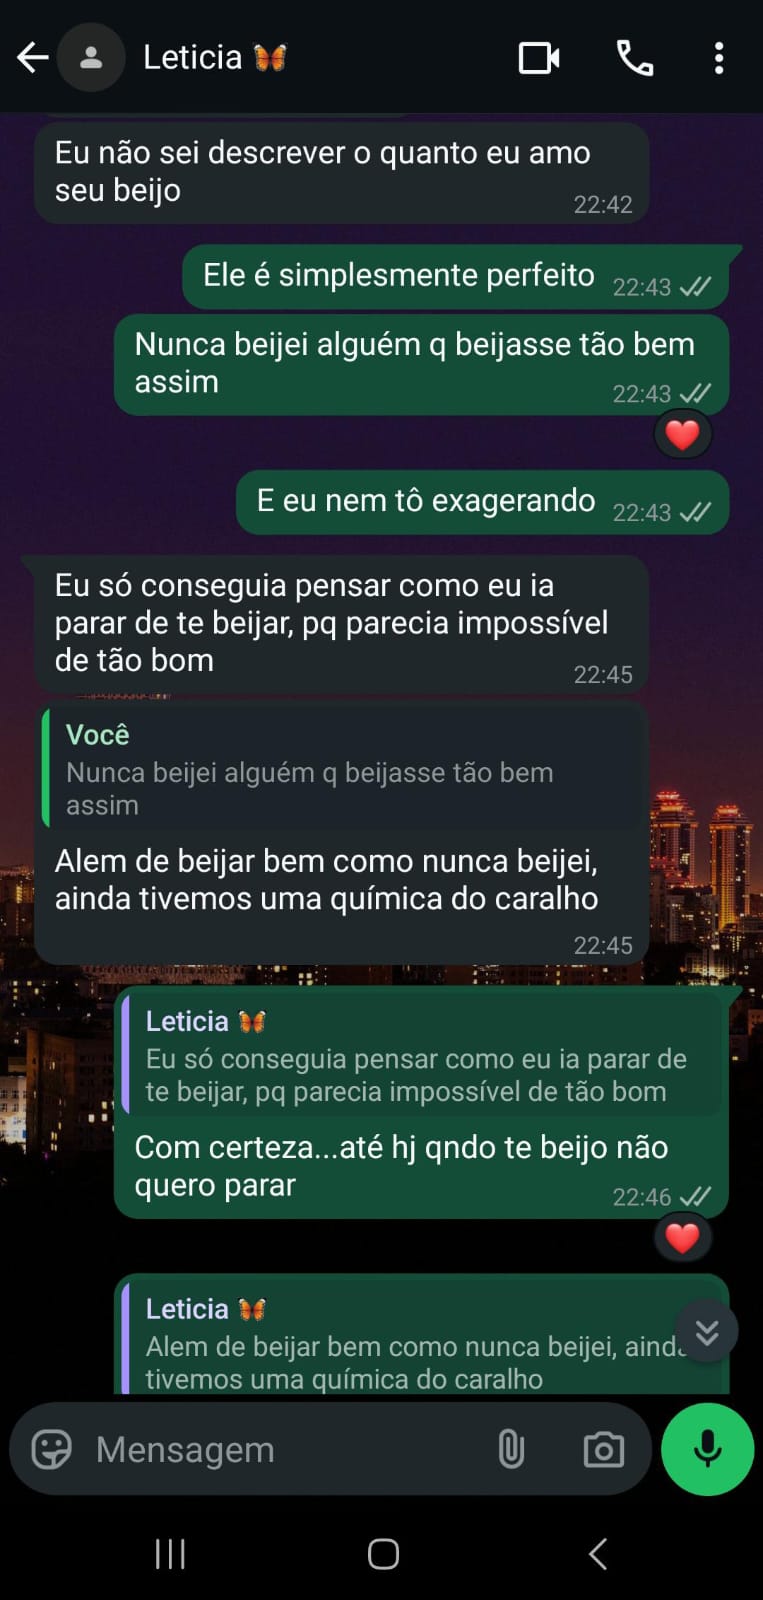 Leticia 🦋
Eu não sei descrever o quanto eu amo
seu beijo
22:42
Ele é simplesmente perfeito
22:43
Nunca beijei alguém q beijasse tão bem
assim
22:43
❤️
E eu nem tô exagerando
22:43
Eu só conseguia pensar como eu ia
parar de te beijar, pq parecia impossível
de tão bom
22:45
Você
Nunca beijei alguém q beijasse tão bem
assim
Alem de beijar bem como nunca beijei,
ainda tivemos uma química do caralho
22:45
Leticia 🦋
Eu só conseguia pensar como eu ia parar de
te beijar, pq parecia impossível de tão bom
Com certeza...até hj qndo te beijo não
quero parar
22:46
❤️
Leticia 🦋
Alem de beijar bem como nunca beijei,
tivemos uma química do caralho
Mensagem